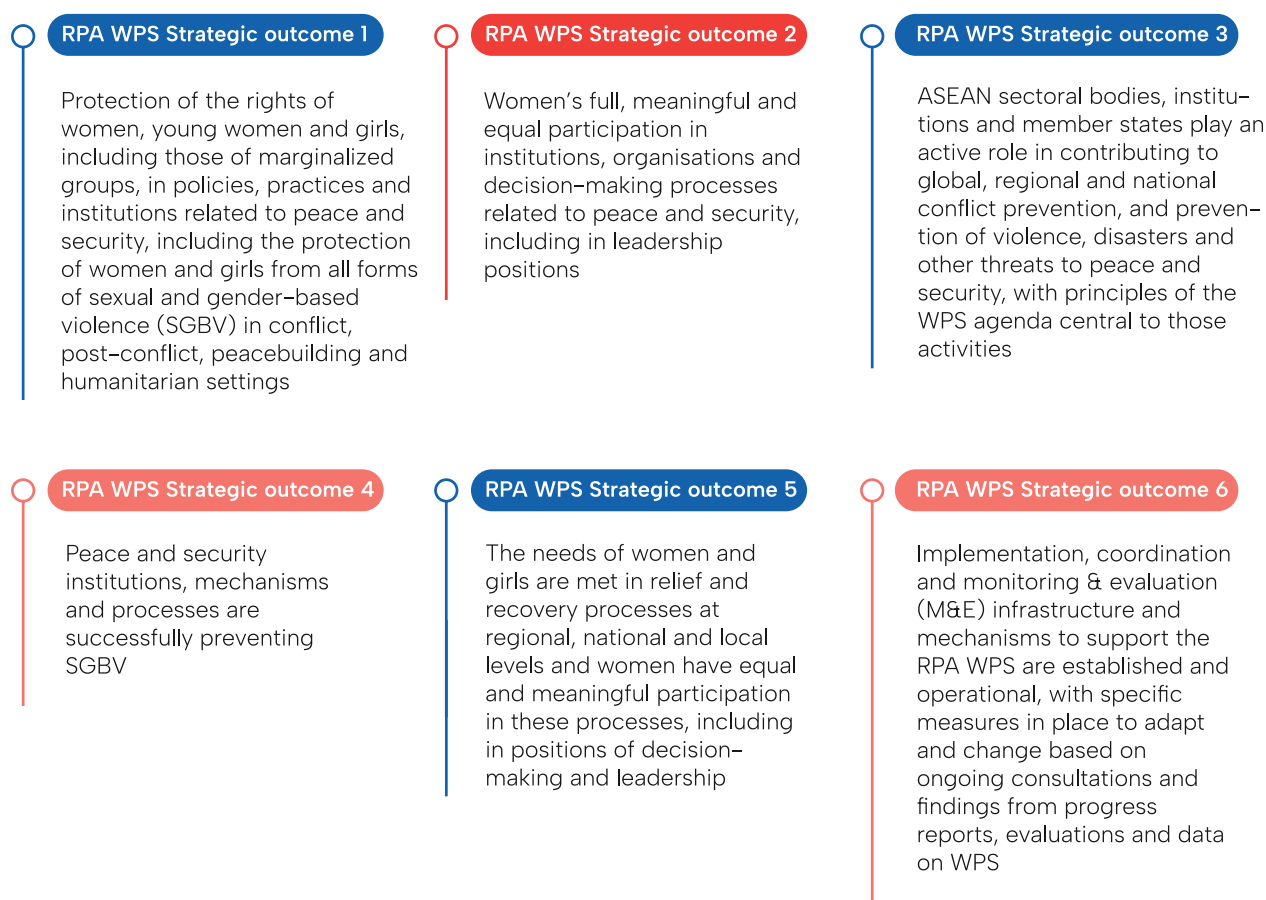 RPA WPS Strategic outcome 1
Protection of the rights of
women, young women and girls,
including those of marginalized
groups, in policies, practices and
institutions related to peace and
security, including the protection
of women and girls from all forms
of sexual and gender-based
violence (SGBV) in conflict,
post-conflict, peacebuilding and
humanitarian settings
RPA WPS Strategic outcome 2
Women's full, meaningful and
equal participation in
institutions, organisations and
decision-making processes
related to peace and security,
including in leadership
positions
RPA WPS Strategic outcome 3
ASEAN sectoral bodies, institu-
tions and member states play an
active role in contributing to
global, regional and national
conflict prevention, and preven-
tion of violence, disasters and
other threats to peace and
security, with principles of the
WPS agenda central to those
activities
RPA WPS Strategic outcome 4
Peace and security
institutions, mechanisms
and processes are
successfully preventing
SGBV
RPA WPS Strategic outcome 5
The needs of women and
girls are met in relief and
recovery processes at
regional, national and local
levels and women have equal
and meaningful participation
in these processes, including
in positions of decision-
making and leadership
RPA WPS Strategic outcome 6
Implementation, coordination
and monitoring & evaluation
(M&E) infrastructure and
mechanisms to support the
RPA WPS are established and
operational, with specific
measures in place to adapt
and change based on
ongoing consultations and
findings from progress
reports, evaluations and data
on WPS